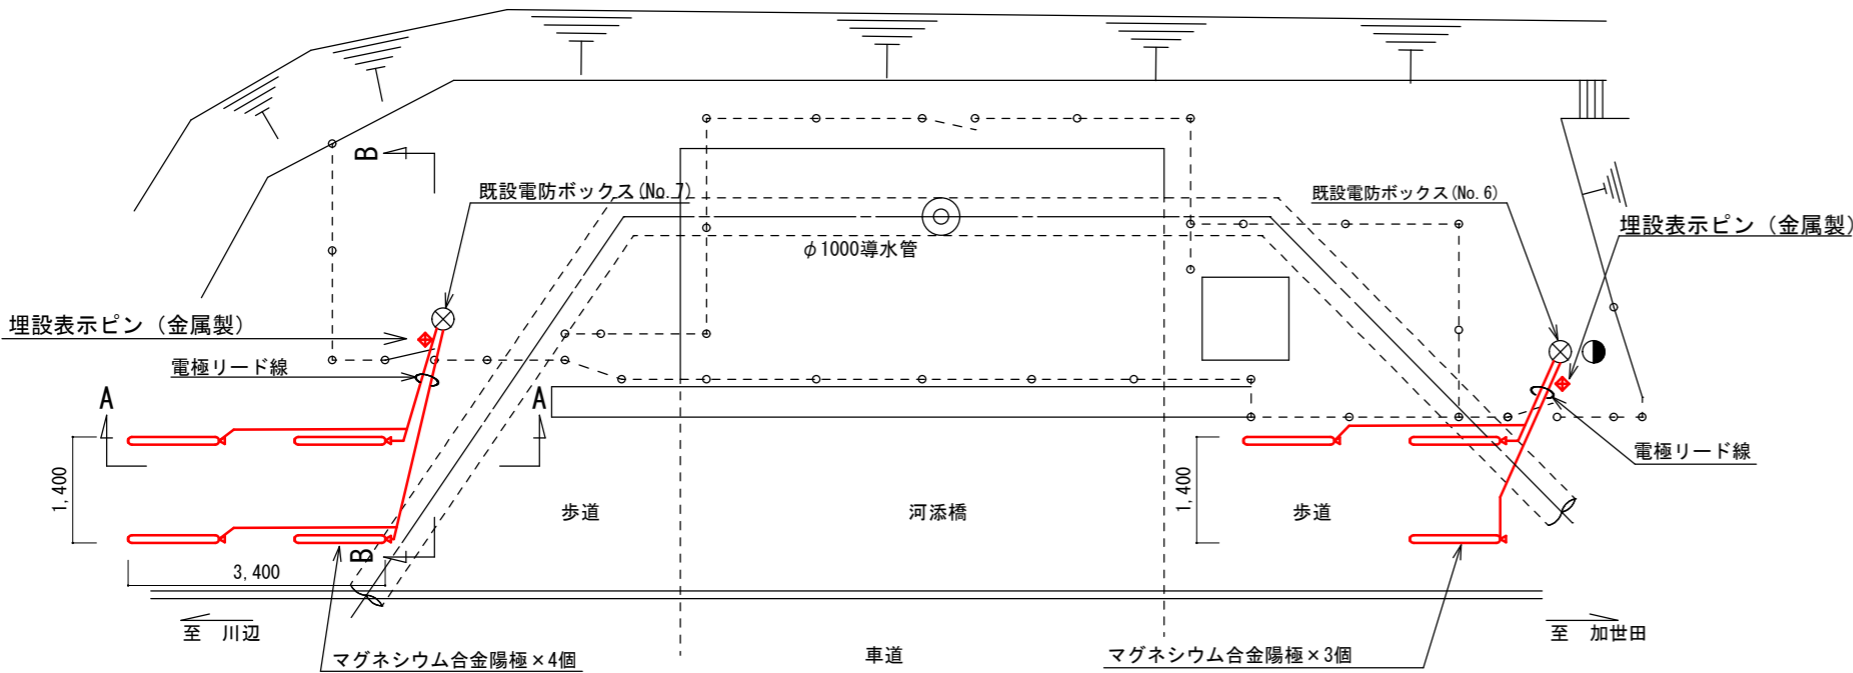 B
既設電防ボックス(No.7)
既設電防ボックス(No.6)
埋設表示ピン（金属製）
φ1000導水管
埋設表示ピン（金属製）
電極リード線
A
A
電極リード線
1,400
1,400
歩道
河添橋
歩道
B
3,400
至　川辺
至　加世田
マグネシウム合金陽極×4個
車道
マグネシウム合金陽極×3個